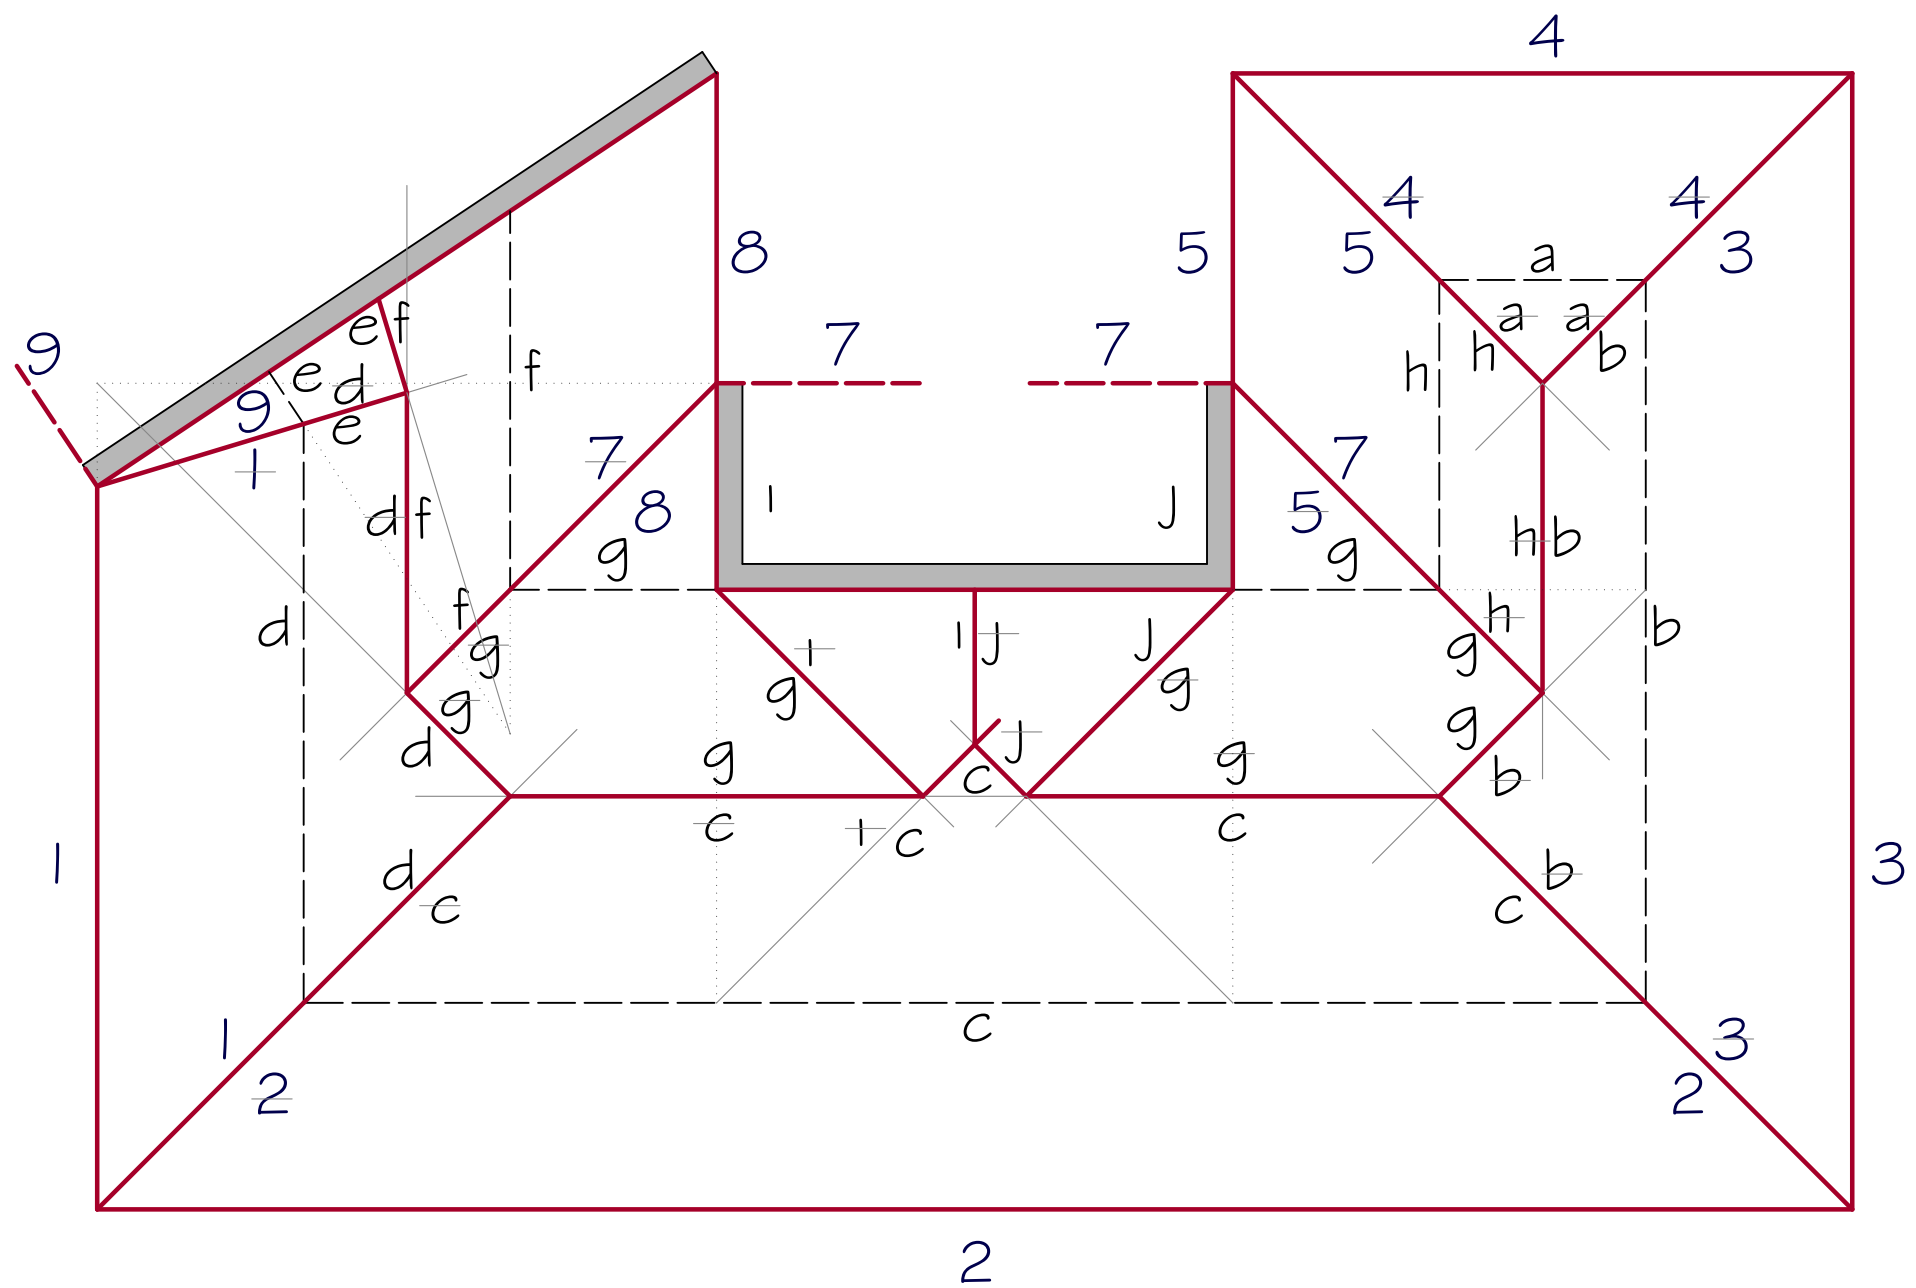 4
4 4
8 5 5 3
a
a a
e f
7 7
9
h b
f h
e d
9
e
1
7 7
8 i j 5
d f h b
g g
f h
d i j j b
i g g
g g g
g
j
d g g c b
c i c c
1 d b 3
c c
c
1 3
2 2
2